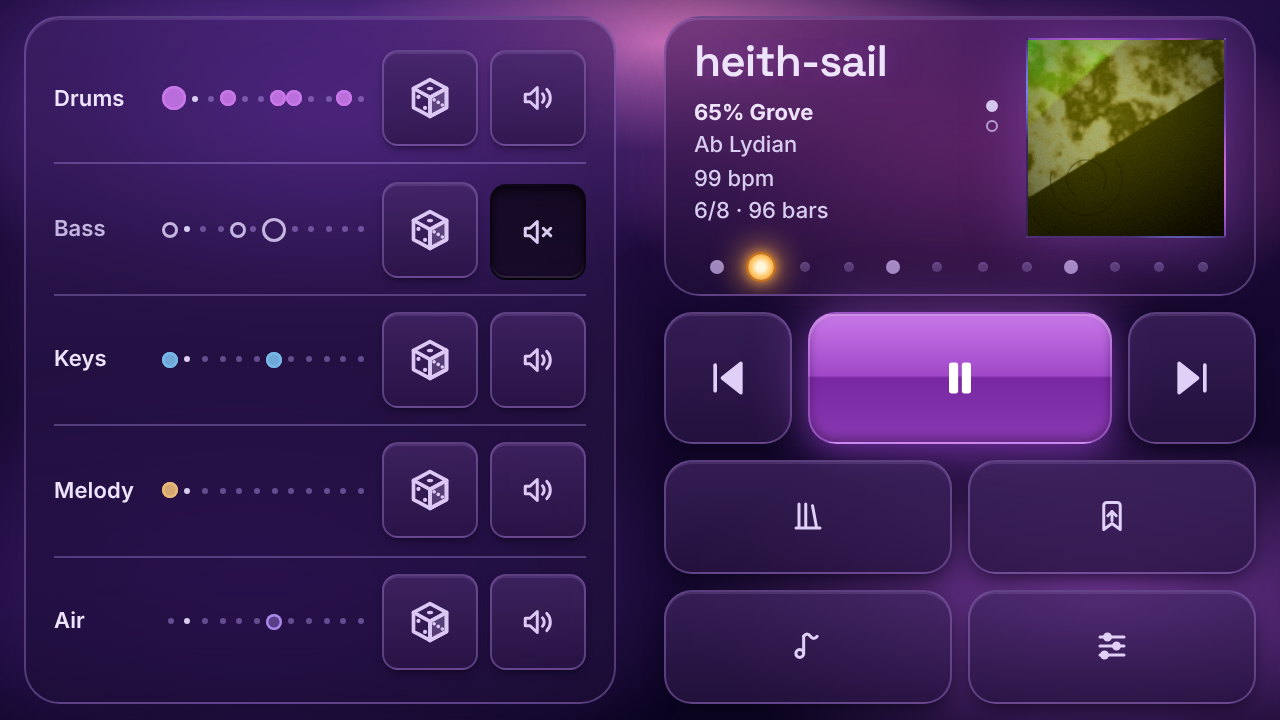 Drums
Bass
Keys
Melody
Air
heith-sail
65% Grove
Ab Lydian
99 bpm
6/8 · 96 bars